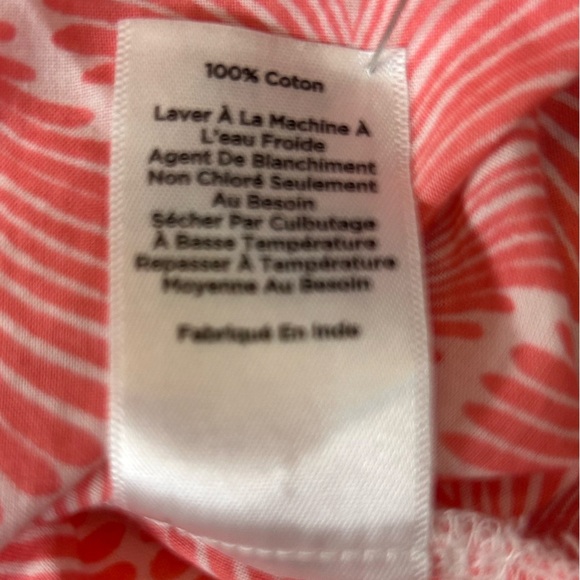 100% Coton
Laver À La Machine À
L'eau Froide
Agent De Blanchiment
Non Chloré Seulement
Au Besoin
Sécher Par Culbutage
À Basse Température
Repasser À Température
Moyenne Au Besoin
Fabriqué En Inde